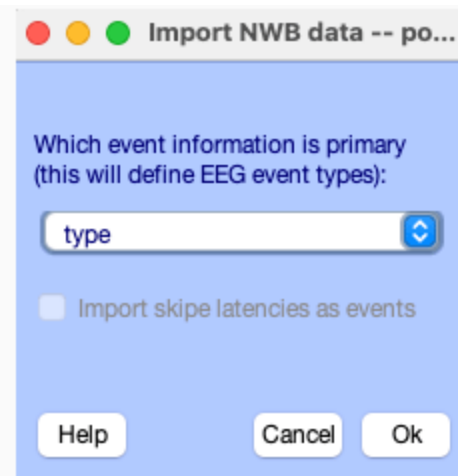 Import NWB data -- po...
Which event information is primary
(this will define EEG event types):
type
Import skipe latencies as events
Help Cancel Ok